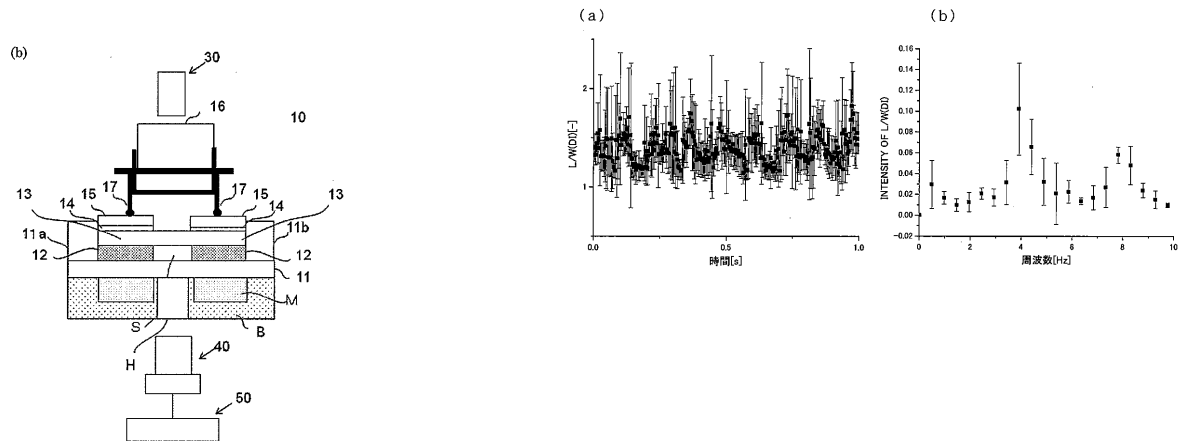 (b)
30
16
10
17
17
15
15
13
13
14
14
11a
11b
12
12
11
M
S
B
H
40
50
(a)
L/W(DI)[-]
2
1
0.0
0.5
1.0
時間[s]
(b)
INTENSITY OF L/W(DI)
0.16
0.14
0.12
0.10
0.08
0.06
0.04
0.02
0.00
−0.02
0
2
4
6
8
10
周波数[Hz]